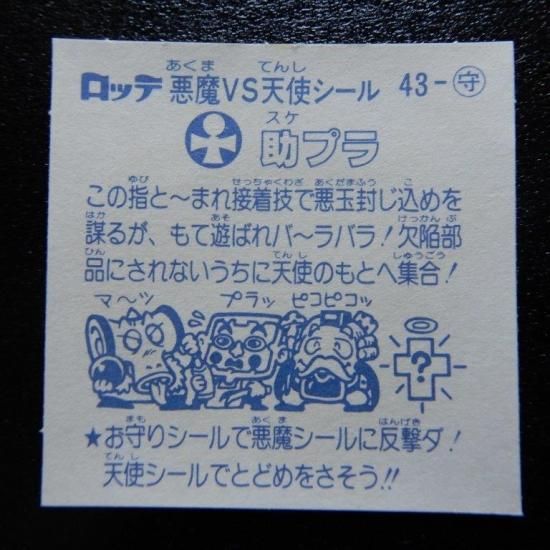 ロッテ 悪魔VS天使シール 43-守
あくま てんし
助プラ
スケ
この指と〜まれ接着技で悪玉封じ込めを
ゆび せっちゃくわざ あくだまふう こ
謀るが、もて遊ばれバ〜ラバラ!欠陥部
はか あそ けっかんぶ
品にされないうちに天使のもとへ集合!
ひん てんし しゅうごう
マ〜ッ プラッ ピコピコッ
?
★お守りシールで悪魔シールに反撃ダ!
まも あくま はんげき
天使シールでとどめをさそう!!
てんし